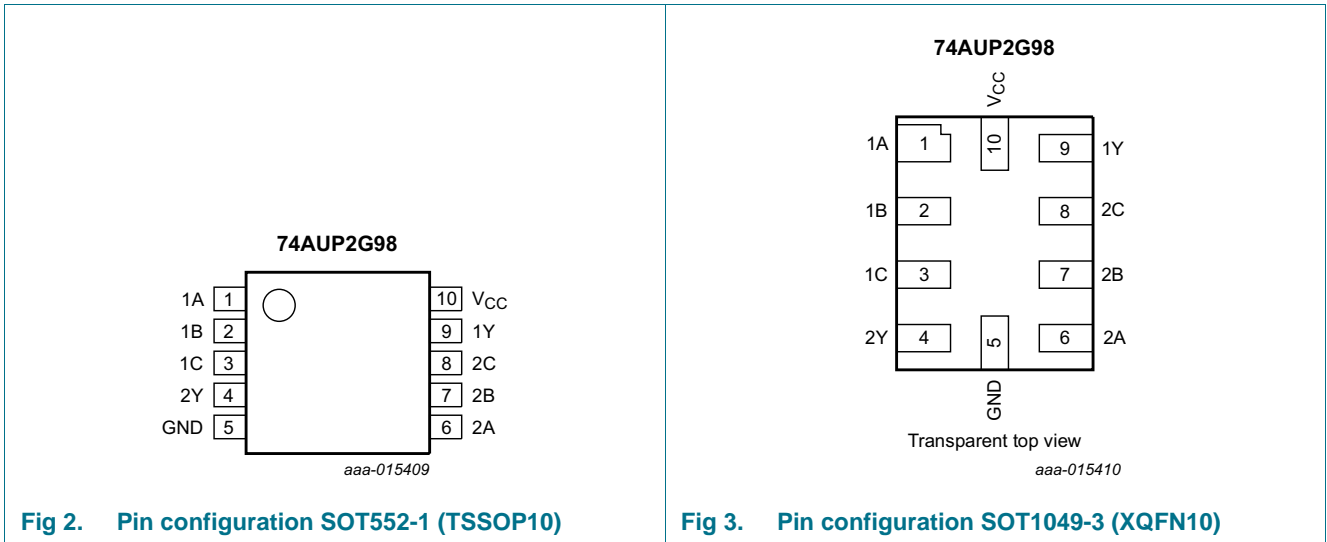 74AUP2G98
1A 1 10 VCC
1B 2 9 1Y
1C 3 8 2C
2Y 4 7 2B
GND 5 6 2A
aaa-015409
Fig 2. Pin configuration SOT552-1 (TSSOP10)
74AUP2G98
VCC
1A 1 10 9 1Y
1B 2 8 2C
1C 3 7 2B
2Y 4 5 6 2A
GND
Transparent top view
aaa-015410
Fig 3. Pin configuration SOT1049-3 (XQFN10)